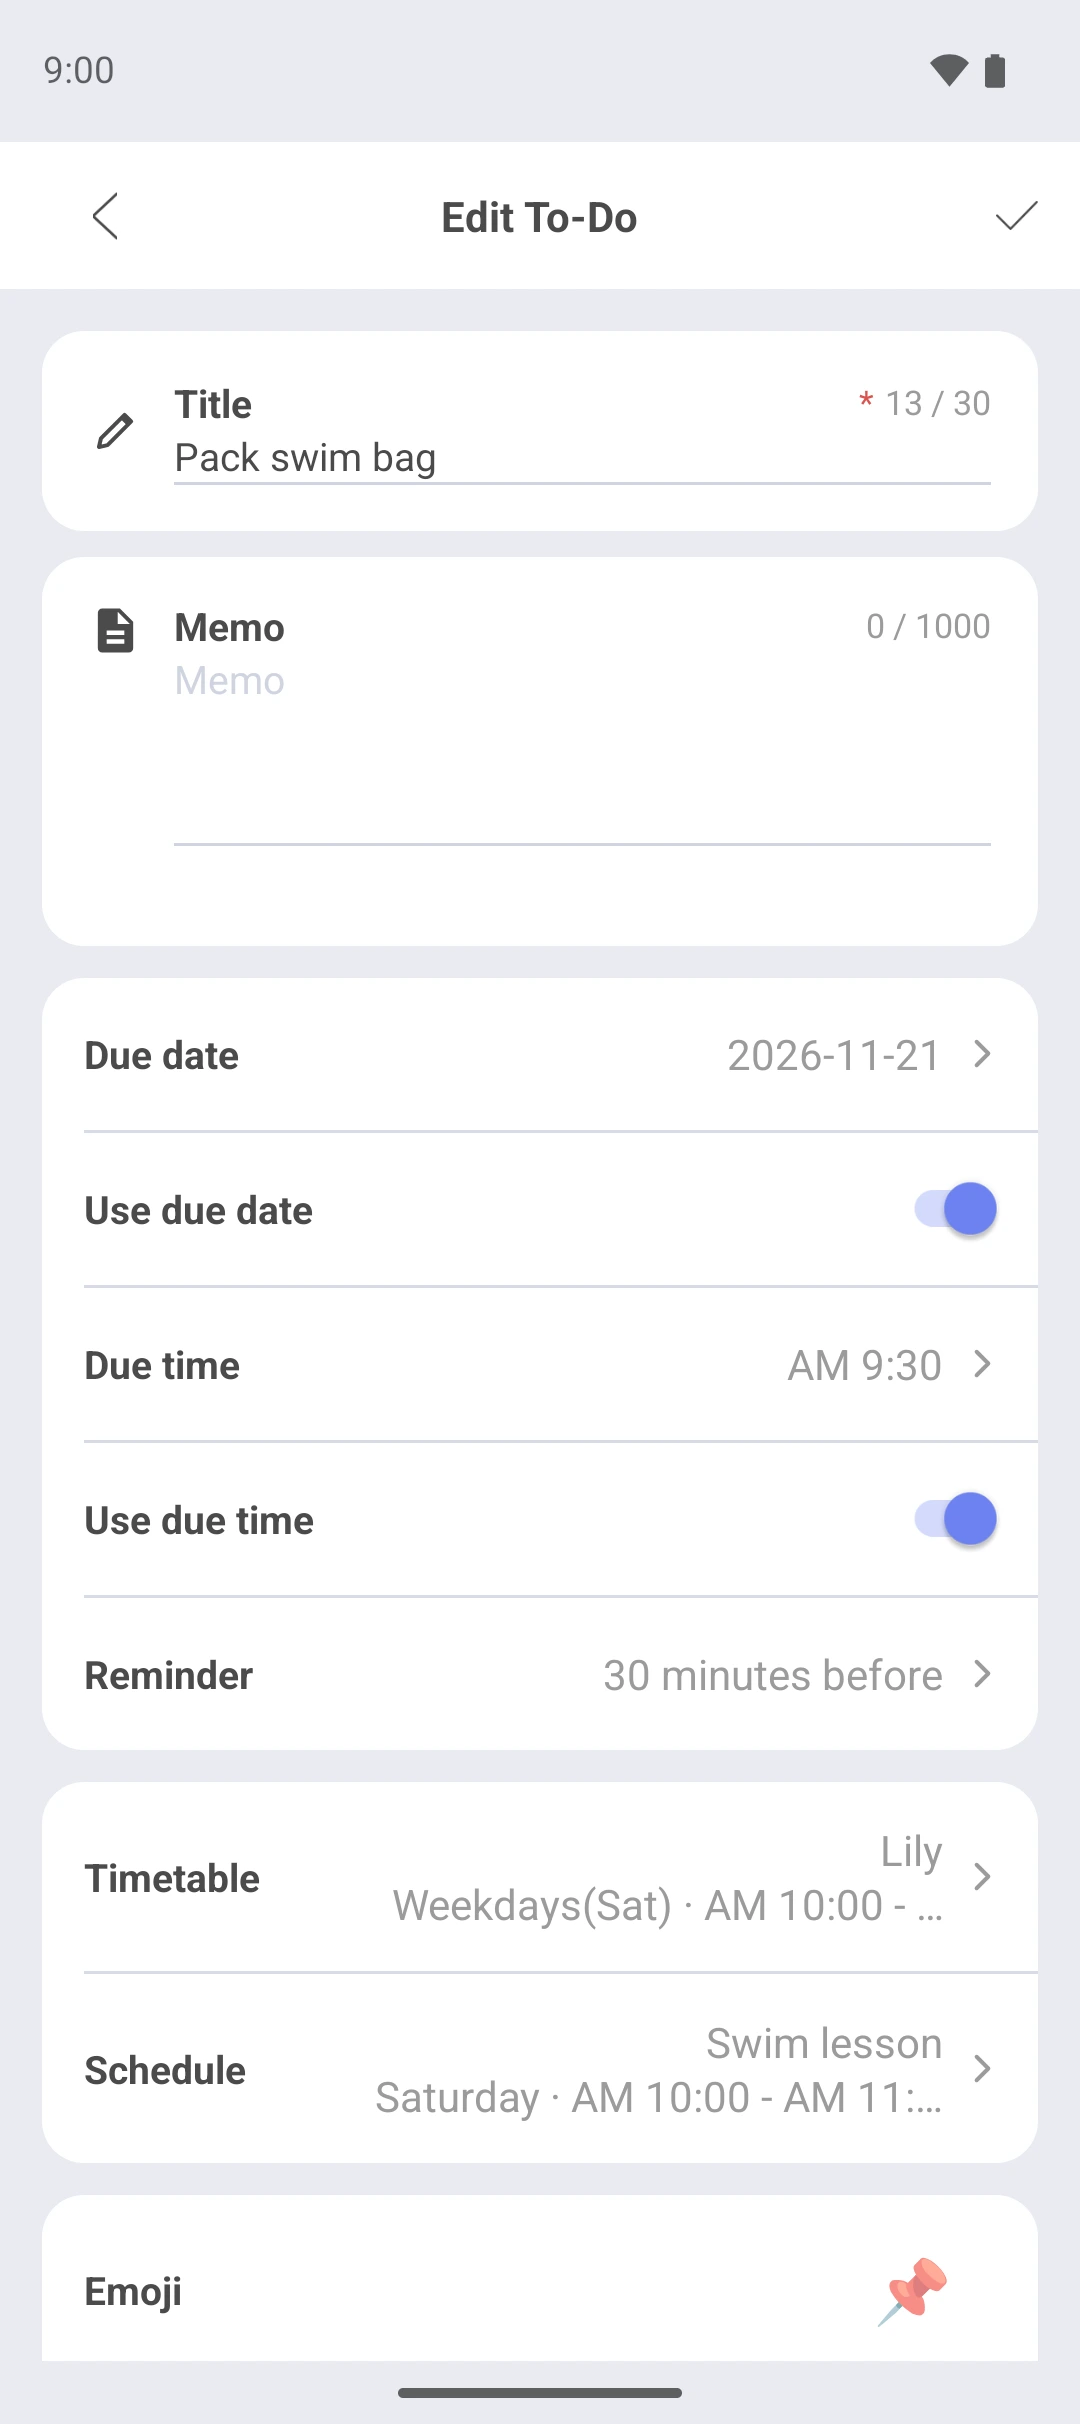 9:00
Edit To-Do
Title
* 13 / 30
Pack swim bag
Memo
0 / 1000
Memo
Due date
2026-11-21
Use due date
Due time
AM 9:30
Use due time
Reminder
30 minutes before
Timetable
Lily
Weekdays(Sat) · AM 10:00 - …
Schedule
Swim lesson
Saturday · AM 10:00 - AM 11:…
Emoji